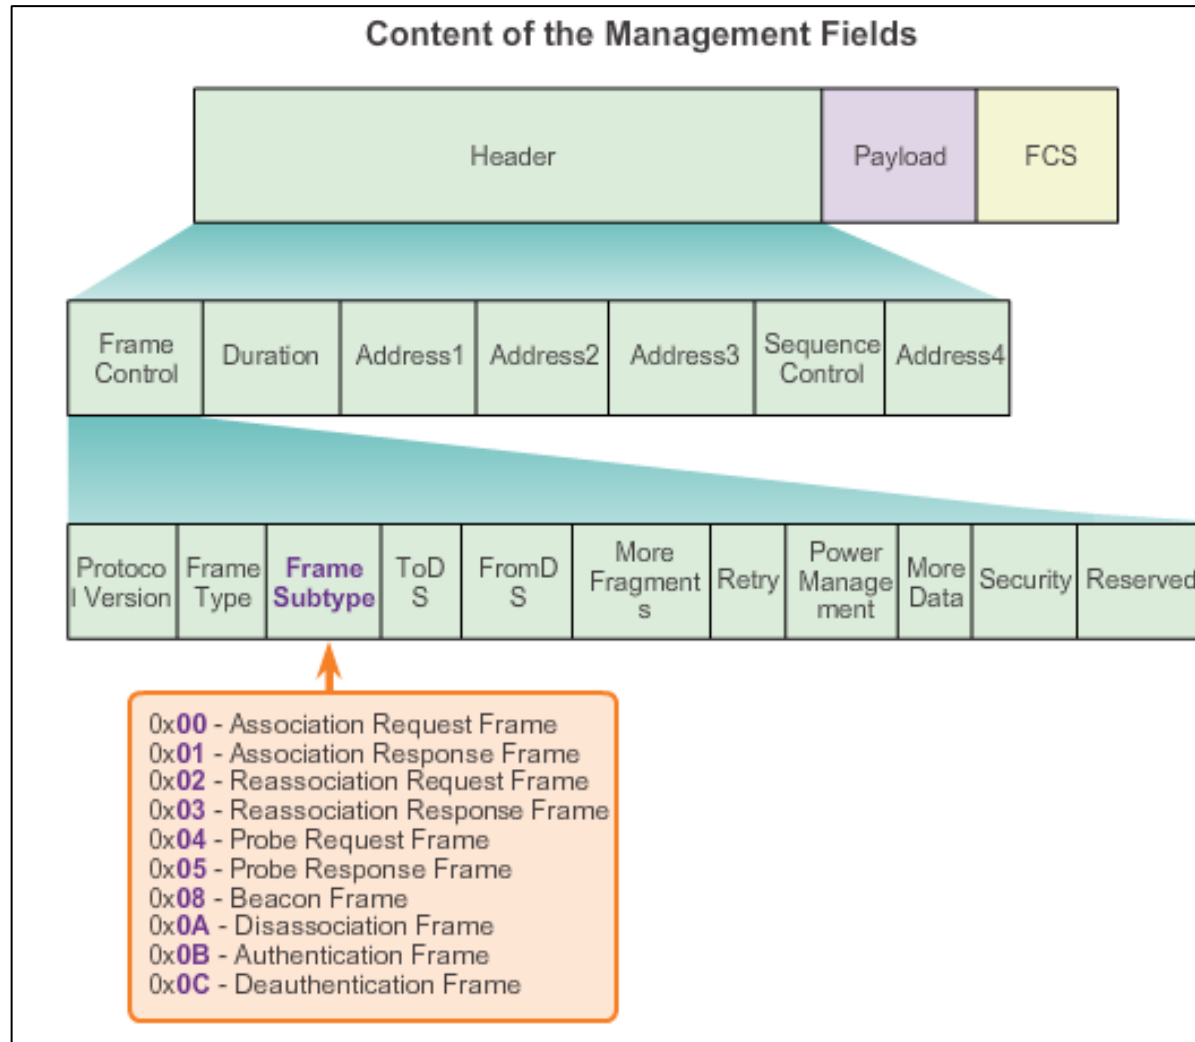 Content of the Management Fields
Header
Payload
FCS
Frame
Control
Duration
Address1
Address2
Address3
Sequence
Control
Address4
Protoco
l Version
Frame
Type
Frame
Subtype
ToD
S
FromD
S
More
Fragment
s
Retry
Power
Manage
ment
More
Data
Security
Reserved
0x00 - Association Request Frame
0x01 - Association Response Frame
0x02 - Reassociation Request Frame
0x03 - Reassociation Response Frame
0x04 - Probe Request Frame
0x05 - Probe Response Frame
0x08 - Beacon Frame
0x0A - Disassociation Frame
0x0B - Authentication Frame
0x0C - Deauthentication Frame